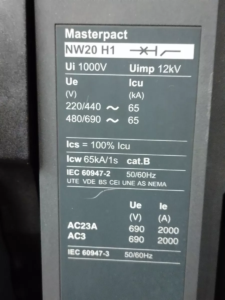 Masterpact
NW20 H1
Ui 1000V Uimp 12kV
Ue Icu
(V) (kA)
220/440 ~ 65
480/690 ~ 65
Ics = 100% Icu
Icw 65kA/1s cat.B
IEC 60947-2 50/60Hz
UTE VDE BS CEI UNE AS NEMA
Ue Ie
(V) (A)
AC23A 690 2000
AC3 690 2000
IEC 60947-3 50/60Hz